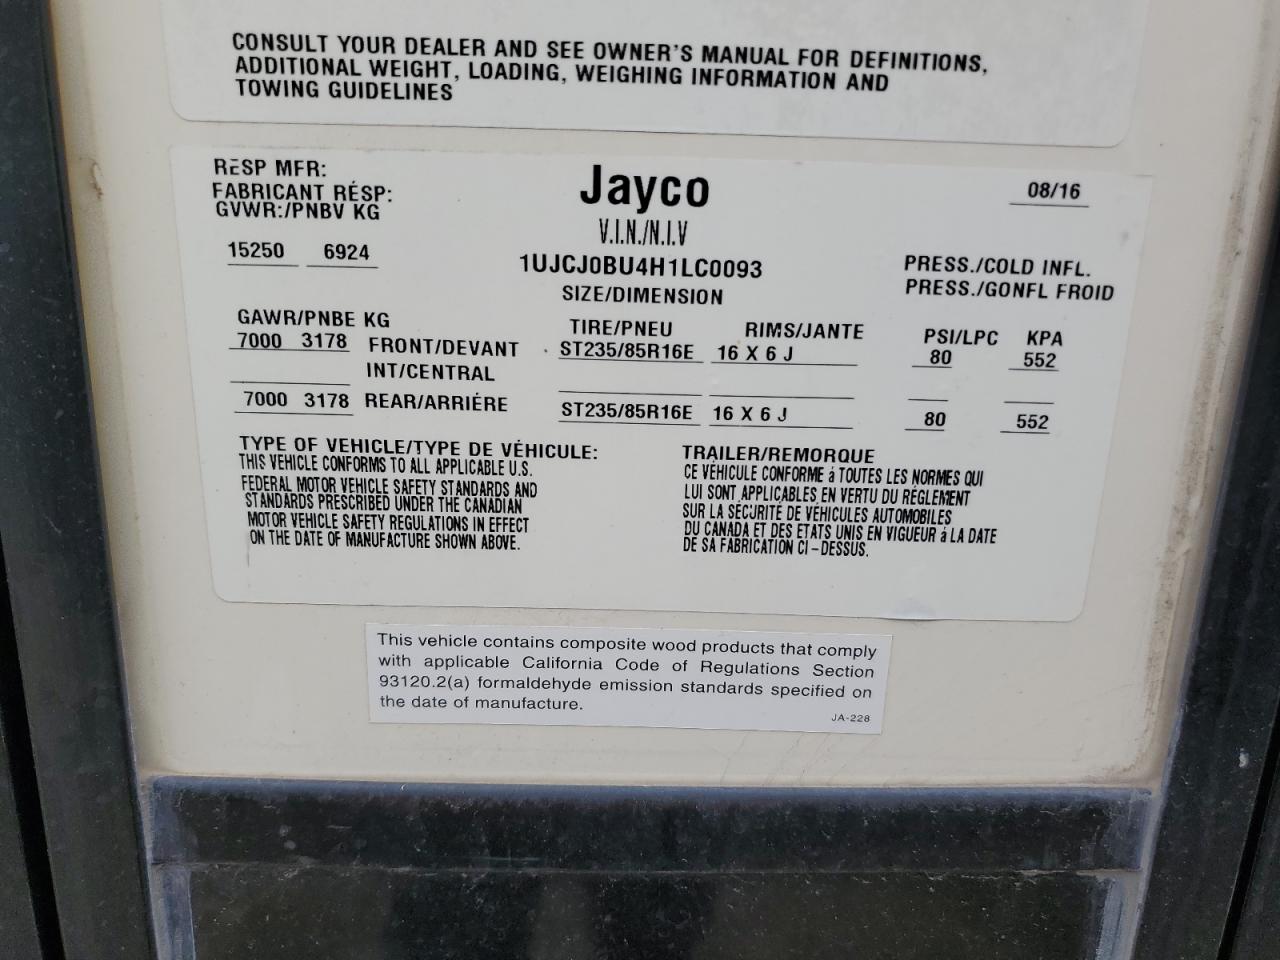 CONSULT YOUR DEALER AND SEE OWNER'S MANUAL FOR DEFINITIONS,
ADDITIONAL WEIGHT, LOADING, WEIGHING INFORMATION AND
TOWING GUIDELINES
RESP MFR:
FABRICANT RÉSP:
GVWR:/PNBV KG
Jayco
08/16
V.I.N./N.I.V
15250 6924
1UJCJ0BU4H1LC0093
PRESS./COLD INFL.
PRESS./GONFL FROID
SIZE/DIMENSION
GAWR/PNBE KG
TIRE/PNEU RIMS/JANTE PSI/LPC KPA
7000 3178 FRONT/DEVANT ST235/85R16E 16 X 6 J 80 552
INT/CENTRAL
7000 3178 REAR/ARRIÉRE ST235/85R16E 16 X 6 J 80 552
TYPE OF VEHICLE/TYPE DE VÉHICULE: TRAILER/REMORQUE
THIS VEHICLE CONFORMS TO ALL APPLICABLE U.S.
FEDERAL MOTOR VEHICLE SAFETY STANDARDS AND
STANDARDS PRESCRIBED UNDER THE CANADIAN
MOTOR VEHICLE SAFETY REGULATIONS IN EFFECT
ON THE DATE OF MANUFACTURE SHOWN ABOVE.
CE VÉHICULE CONFORME á TOUTES LES NORMES QUI
LUI SONT APPLICABLES EN VERTU DU RÉGLEMENT
SUR LA SÉCURITÉ DE VÉHICULES AUTOMOBILES
DU CANADA ET DES ETATS UNIS EN VIGUEUR á LA DATE
DE SA FABRICATION CI-DESSUS.
This vehicle contains composite wood products that comply
with applicable California Code of Regulations Section
93120.2(a) formaldehyde emission standards specified on
the date of manufacture.
JA-228